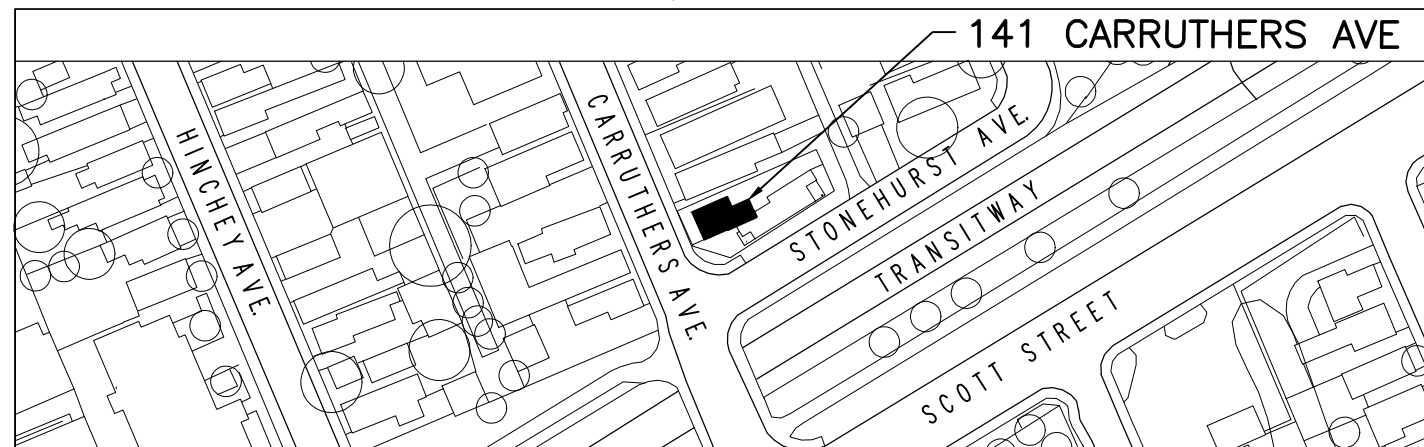 141 CARRUTHERS AVE
HINCHEY AVE.
CARRUTHERS AVE.
STONEHURST AVE.
TRANSITWAY
SCOTT STREET